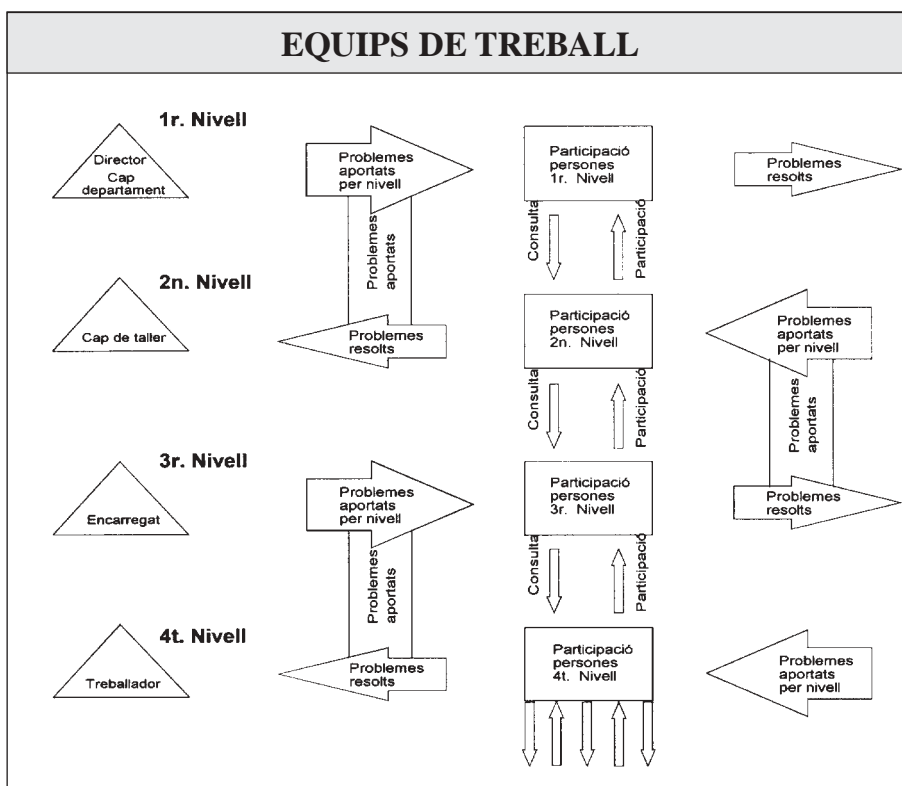 EQUIPS DE TREBALL
1r. Nivell
Director
Cap
departament
Problemes
aportats
per nivell
Participació
persones
1r. Nivell
Problemes
resolts
Problemes
aportats
Consulta
Participació
2n. Nivell
Cap de taller
Problemes
resolts
Participació
persones
2n. Nivell
Problemes
aportats
per nivell
Consulta
Participació
Problemes
aportats
3r. Nivell
Encarregat
Problemes
aportats
per nivell
Participació
persones
3r. Nivell
Problemes
resolts
Problemes
aportats
Consulta
Participació
4t. Nivell
Treballador
Problemes
resolts
Participació
persones
4t. Nivell
Problemes
aportats
per nivell